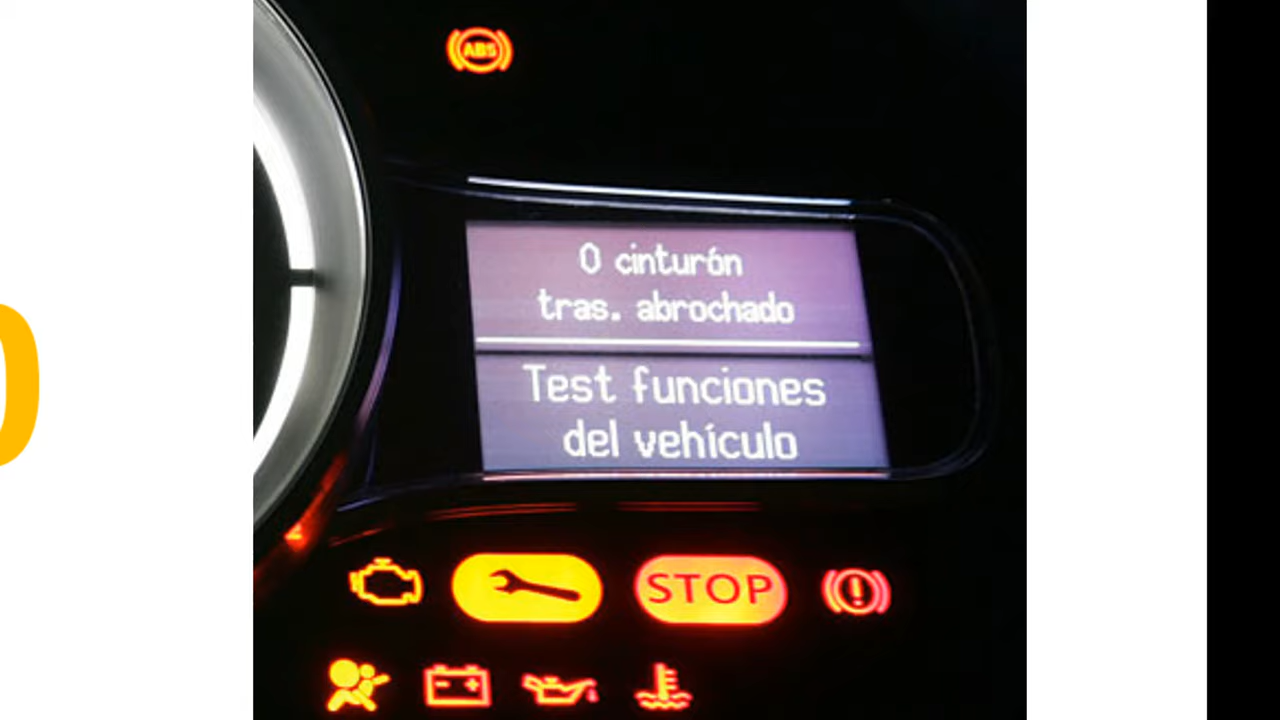 ABS
0 cinturón
tras. abrochado
Test funciones
del vehículo
STOP